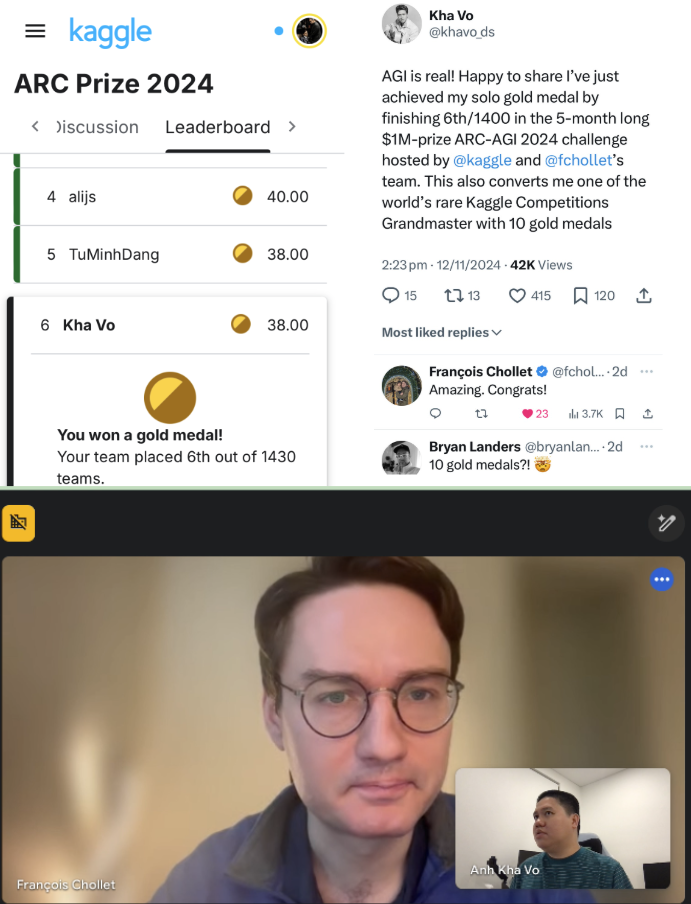 kaggle
ARC Prize 2024
Discussion
Leaderboard
4 alijs 40.00
5 TuMinhDang 38.00
6 Kha Vo 38.00
You won a gold medal!
Your team placed 6th out of 1430
teams.
Kha Vo
@khavo_ds
AGI is real! Happy to share I’ve just
achieved my solo gold medal by
finishing 6th/1400 in the 5-month long
$1M-prize ARC-AGI 2024 challenge
hosted by @kaggle and @fchollet’s
team. This also converts me one of the
world’s rare Kaggle Competitions
Grandmaster with 10 gold medals
2:23 pm · 12/11/2024 · 42K Views
15 13 415 120
Most liked replies
François Chollet @fchol... · 2d
Amazing. Congrats!
23 3.7K
Bryan Landers @bryanlan... · 2d
10 gold medals?! 🤯
François Chollet
Anh Kha Vo